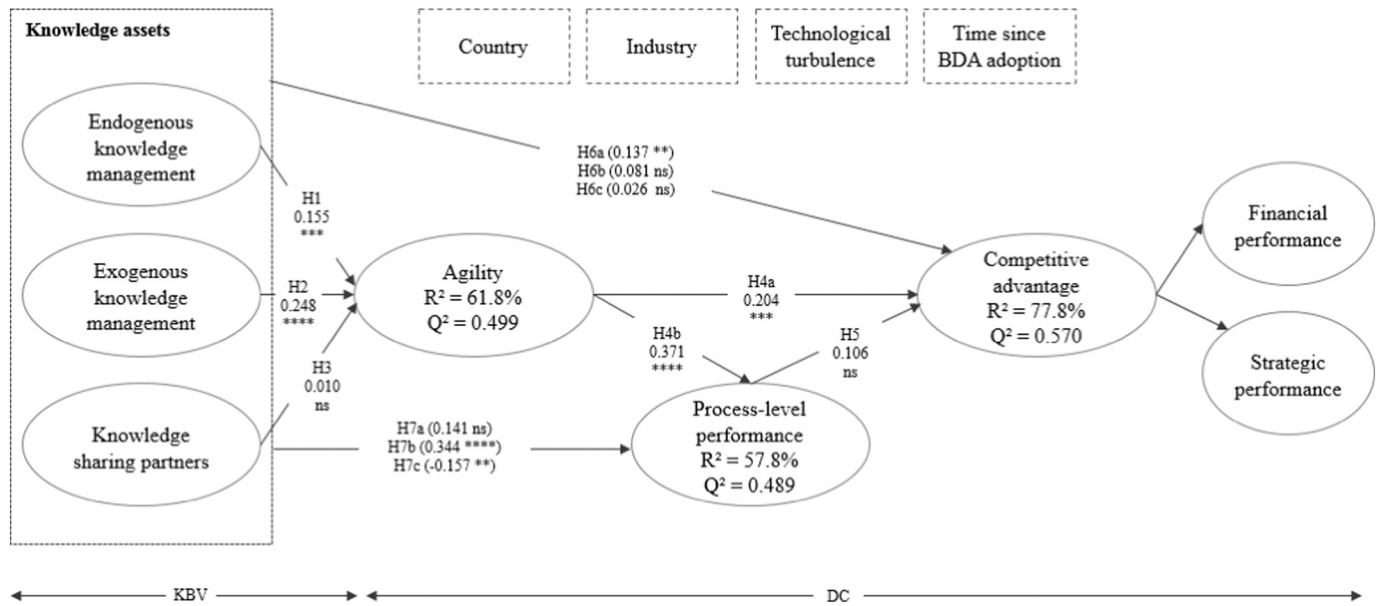 Knowledge assets
Country
Industry
Technological
turbulence
Time since
BDA adoption
Endogenous
knowledge
management
H6a (0.137 **)
H6b (0.081 ns)
H6c (0.026 ns)
H1
0.155
***
Financial
performance
Exogenous
knowledge
management
H2
0.248
****
Agility
R² = 61.8%
Q² = 0.499
H4a
0.204
***
Competitive
advantage
R² = 77.8%
Q² = 0.570
H4b
0.371
****
H5
0.106
ns
H3
0.010
ns
Strategic
performance
Knowledge
sharing partners
H7a (0.141 ns)
H7b (0.344 ****)
H7c (-0.157 **)
Process-level
performance
R² = 57.8%
Q² = 0.489
KBV
DC